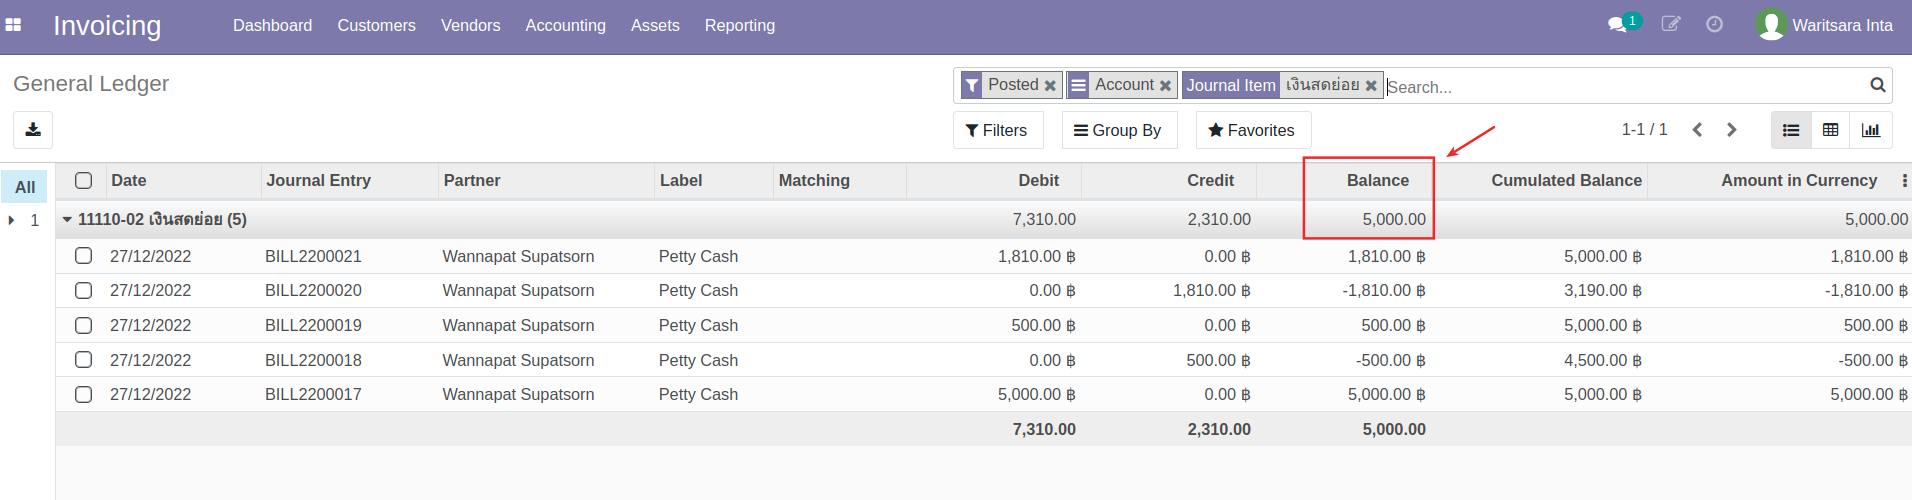 Invoicing Dashboard Customers Vendors Accounting Assets Reporting 1 Waritsara Inta
General Ledger
Posted Account Journal Item เงินสดย่อย Search...
Filters Group By Favorites 1-1 / 1
All
1
Date Journal Entry Partner Label Matching Debit Credit Balance Cumulated Balance Amount in Currency
11110-02 เงินสดย่อย (5) 7,310.00 2,310.00 5,000.00 5,000.00
27/12/2022 BILL2200021 Wannapat Supatsorn Petty Cash 1,810.00 ฿ 0.00 ฿ 1,810.00 ฿ 5,000.00 ฿ 1,810.00 ฿
27/12/2022 BILL2200020 Wannapat Supatsorn Petty Cash 0.00 ฿ 1,810.00 ฿ -1,810.00 ฿ 3,190.00 ฿ -1,810.00 ฿
27/12/2022 BILL2200019 Wannapat Supatsorn Petty Cash 500.00 ฿ 0.00 ฿ 500.00 ฿ 5,000.00 ฿ 500.00 ฿
27/12/2022 BILL2200018 Wannapat Supatsorn Petty Cash 0.00 ฿ 500.00 ฿ -500.00 ฿ 4,500.00 ฿ -500.00 ฿
27/12/2022 BILL2200017 Wannapat Supatsorn Petty Cash 5,000.00 ฿ 0.00 ฿ 5,000.00 ฿ 5,000.00 ฿ 5,000.00 ฿
7,310.00 2,310.00 5,000.00